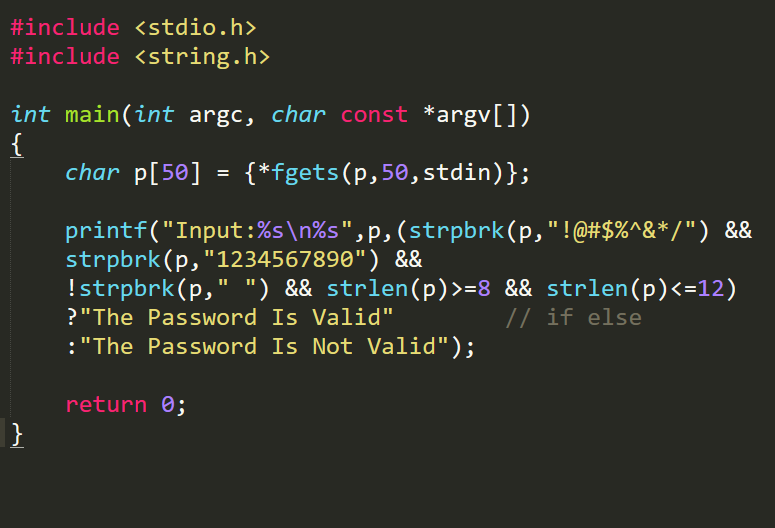 #include <stdio.h>
#include <string.h>
int main(int argc, char const *argv[])
{
    char p[50] = {*fgets(p,50,stdin)};
    printf("Input:%s\n%s",p,(strpbrk(p,"!@#$%^&*/") &&
    strpbrk(p,"1234567890") &&
    !strpbrk(p," ") && strlen(p)>=8 && strlen(p)<=12)
    ?"The Password Is Valid"        // if else
    :"The Password Is Not Valid");
    return 0;
}